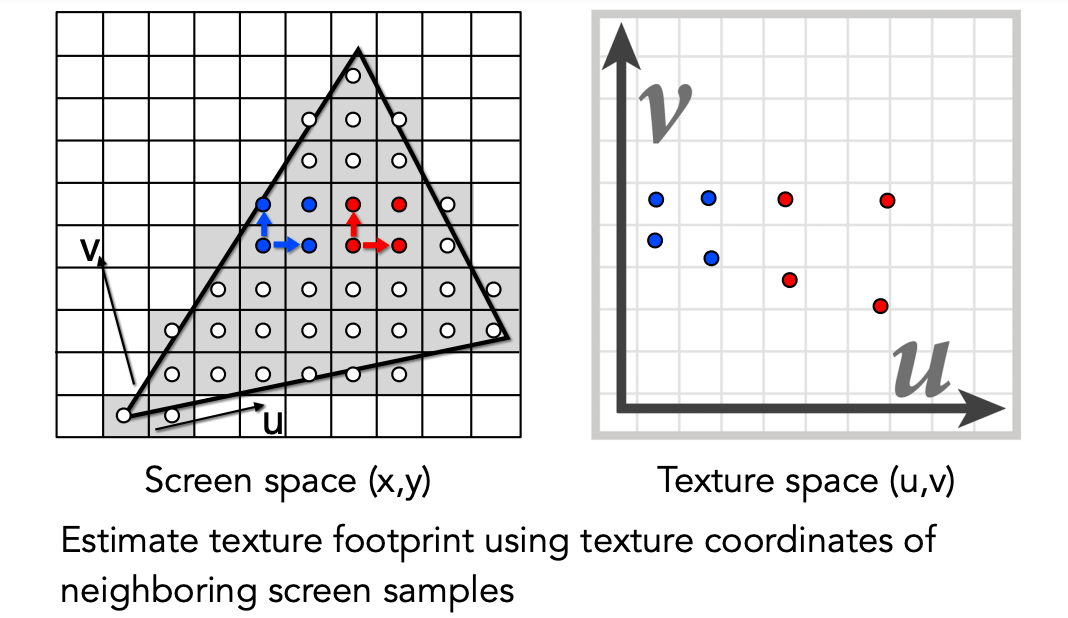 v
u
v
u
Screen space (x,y)
Texture space (u,v)
Estimate texture footprint using texture coordinates of
neighboring screen samples